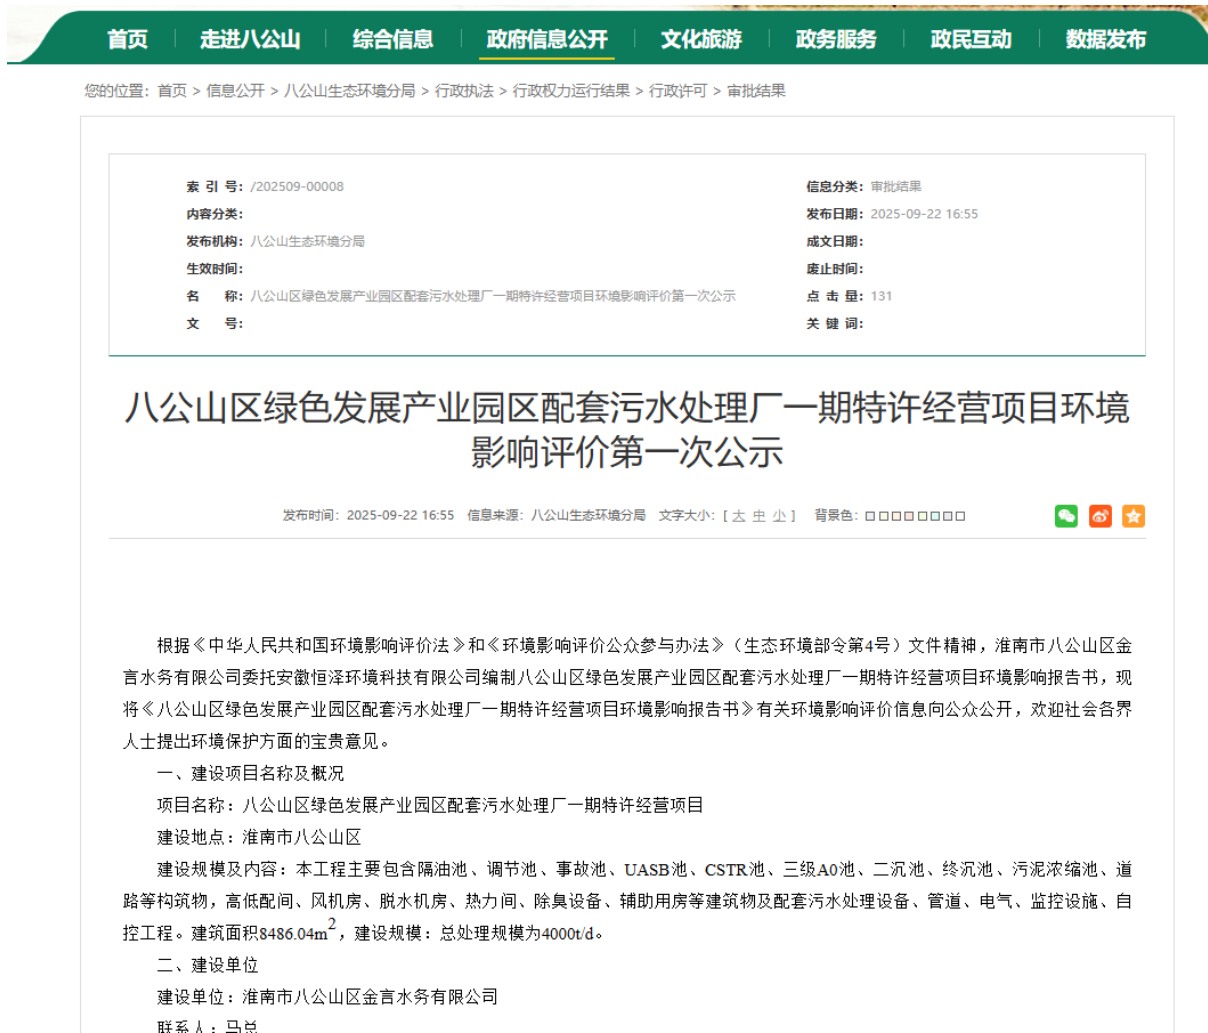 首页 走进八公山 综合信息 政府信息公开 文化旅游 政务服务 政民互动 数据发布
您的位置：首页 > 信息公开 > 八公山生态环境分局 > 行政执法 > 行政权力运行结果 > 行政许可 > 审批结果
索 引 号：/202509-00008 信息分类：审批结果
内容分类： 发布日期：2025-09-22 16:55
发布机构：八公山生态环境分局 成文日期：
生效时间： 废止时间：
名 称：八公山区绿色发展产业园区配套污水处理厂一期特许经营项目环境影响评价第一次公示 点 击 量：131
文 号： 关 键 词：
八公山区绿色发展产业园区配套污水处理厂一期特许经营项目环境
影响评价第一次公示
发布时间：2025-09-22 16:55 信息来源：八公山生态环境分局 文字大小：[ 大 中 小 ] 背景色：
根据《中华人民共和国环境影响评价法》和《环境影响评价公众参与办法》（生态环境部令第4号）文件精神，淮南市八公山区金
言水务有限公司委托安徽恒泽环境科技有限公司编制八公山区绿色发展产业园区配套污水处理厂一期特许经营项目环境影响报告书，现
将《八公山区绿色发展产业园区配套污水处理厂一期特许经营项目环境影响报告书》有关环境影响评价信息向公众公开，欢迎社会各界
人士提出环境保护方面的宝贵意见。
一、建设项目名称及概况
项目名称：八公山区绿色发展产业园区配套污水处理厂一期特许经营项目
建设地点：淮南市八公山区
建设规模及内容：本工程主要包含隔油池、调节池、事故池、UASB池、CSTR池、三级A0池、二沉池、终沉池、污泥浓缩池、道
路等构筑物，高低配间、风机房、脱水机房、热力间、除臭设备、辅助用房等建筑物及配套污水处理设备、管道、电气、监控设施、自
控工程。建筑面积8486.04m²，建设规模：总处理规模为4000t/d。
二、建设单位
建设单位：淮南市八公山区金言水务有限公司
联系人：马总